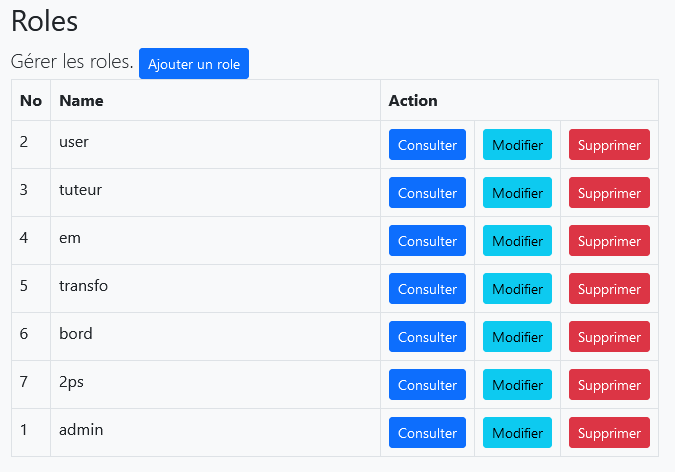 Roles
Gérer les roles. Ajouter un role
No Name Action
2 user Consulter Modifier Supprimer
3 tuteur Consulter Modifier Supprimer
4 em Consulter Modifier Supprimer
5 transfo Consulter Modifier Supprimer
6 bord Consulter Modifier Supprimer
7 2ps Consulter Modifier Supprimer
1 admin Consulter Modifier Supprimer